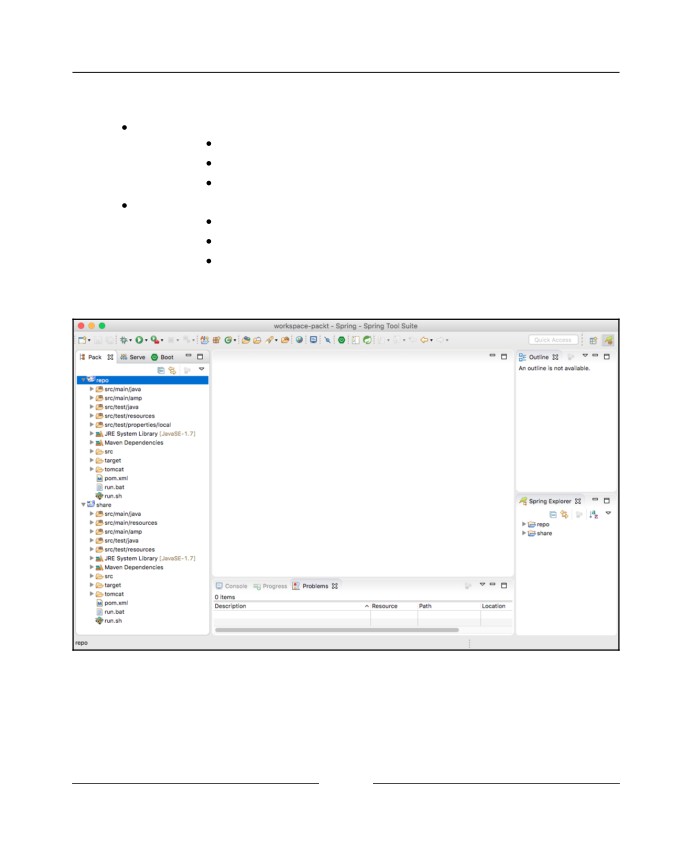 workspace-packt - Spring - Spring Tool Suite
Quick Access
Pack
Serve
Boot
repo
src/main/java
src/main/amp
src/test/java
src/test/resources
src/test/properties/local
JRE System Library [JavaSE-1.7]
Maven Dependencies
src
target
tomcat
pom.xml
run.bat
run.sh
share
src/main/java
src/main/resources
src/main/amp
src/test/java
src/test/resources
JRE System Library [JavaSE-1.7]
Maven Dependencies
src
target
tomcat
pom.xml
run.bat
run.sh
Console Progress Problems
0 items
Description Resource Path Location
Outline
An outline is not available.
Spring Explorer
repo
share
repo